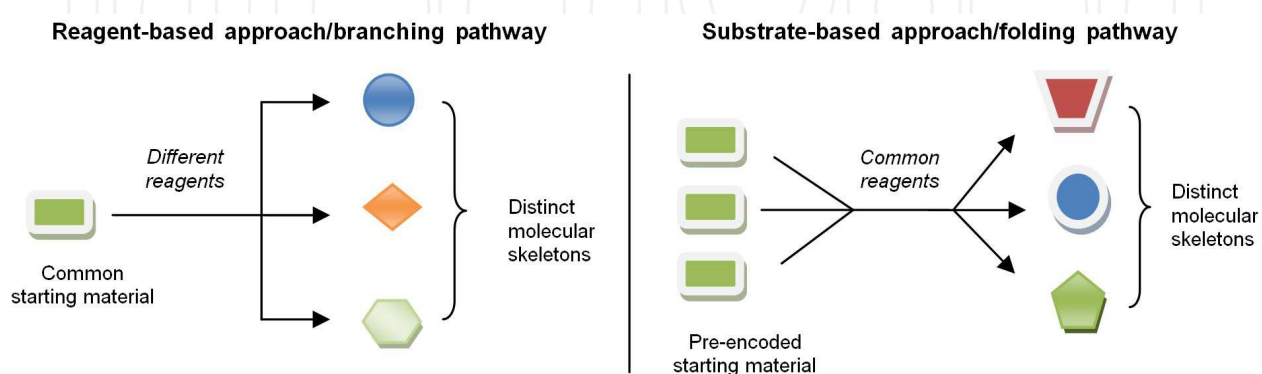 Reagent-based approach/branching pathway
Different
reagents
Common
starting material
Distinct
molecular
skeletons
Substrate-based approach/folding pathway
Common
reagents
Pre-encoded
starting material
Distinct
molecular
skeletons